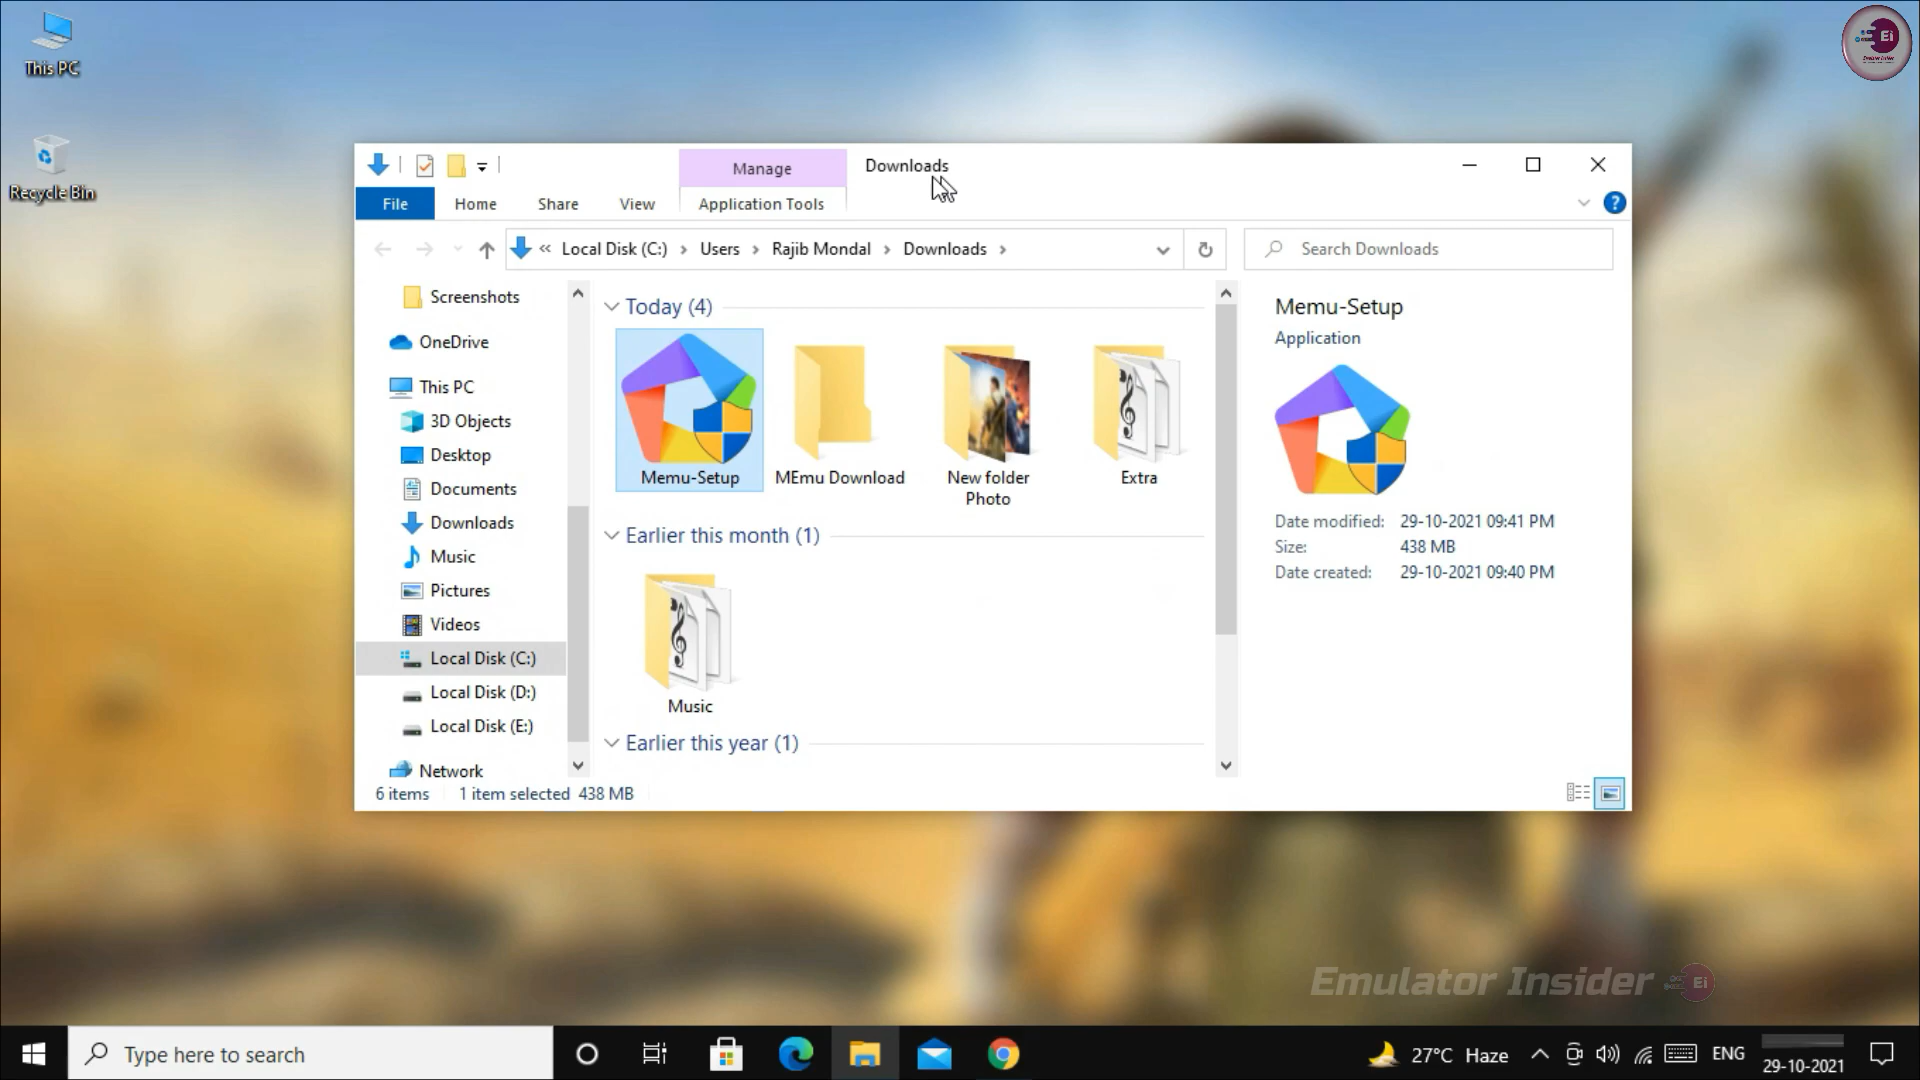 This PC
Recycle Bin
Ei
Manage
Downloads
File
Home
Share
View
Application Tools
« Local Disk (C:) › Users › Rajib Mondal › Downloads ›
Search Downloads
Screenshots
OneDrive
This PC
3D Objects
Desktop
Documents
Downloads
Music
Pictures
Videos
Local Disk (C:)
Local Disk (D:)
Local Disk (E:)
Network
Today (4)
Memu-Setup
MEmu Download
New folder
Photo
Extra
Earlier this month (1)
Music
Earlier this year (1)
Memu-Setup
Application
Date modified: 29-10-2021 09:41 PM
Size: 438 MB
Date created: 29-10-2021 09:40 PM
6 items
1 item selected 438 MB
Emulator Insider
Ei
Type here to search
27°C Haze
ENG
29-10-2021